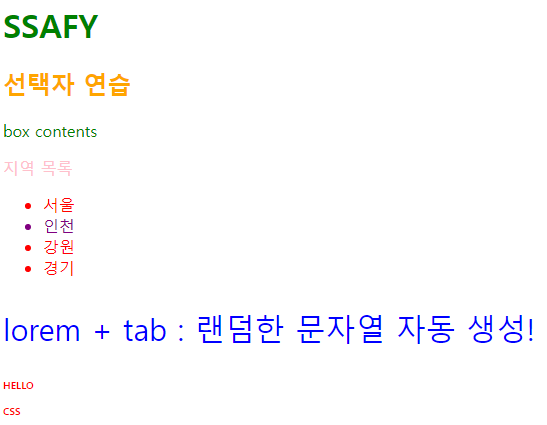 SSAFY
선택자 연습
box contents
지역 목록
서울
인천
강원
경기
lorem + tab : 랜덤한 문자열 자동 생성!
HELLO
CSS